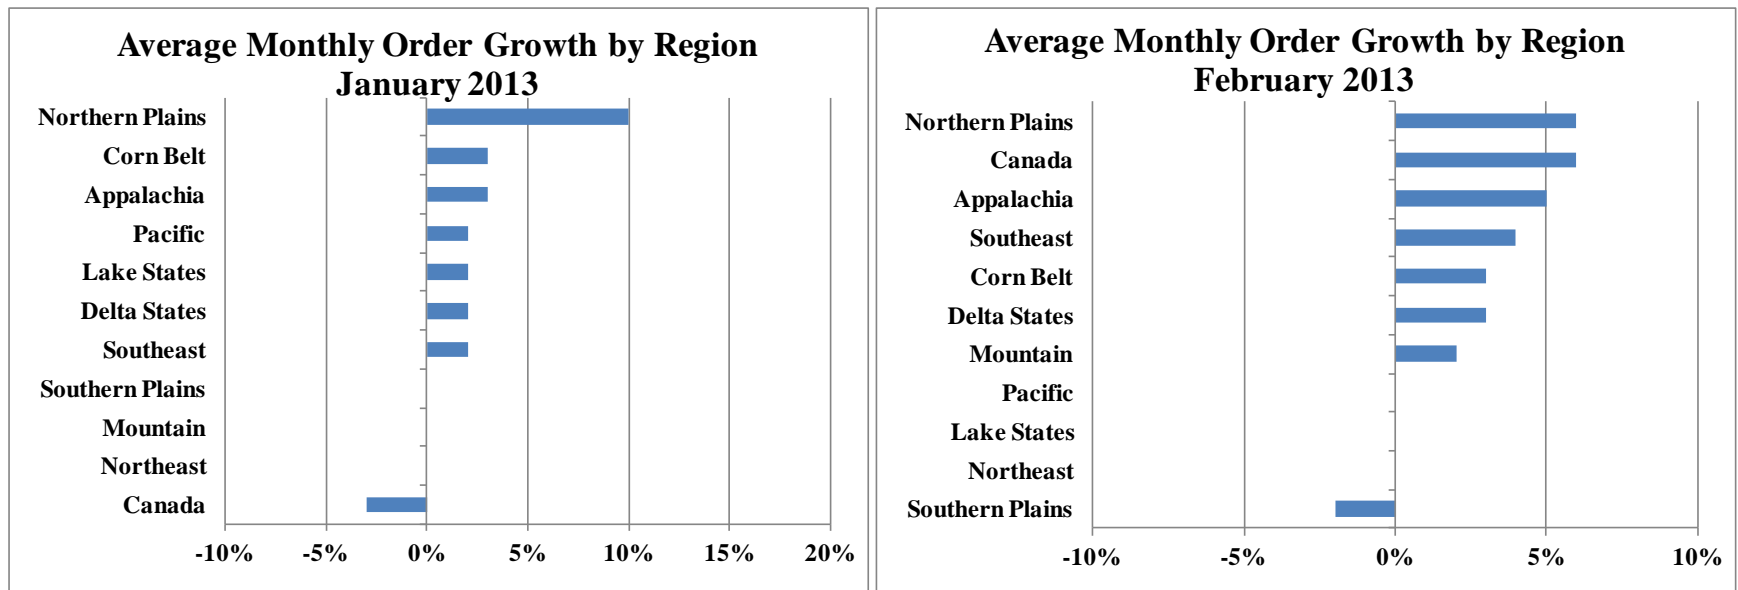 Average Monthly Order Growth by Region
January 2013
Northern Plains
Corn Belt
Appalachia
Pacific
Lake States
Delta States
Southeast
Southern Plains
Mountain
Northeast
Canada
-10% -5% 0% 5% 10% 15% 20%
Average Monthly Order Growth by Region
February 2013
Northern Plains
Canada
Appalachia
Southeast
Corn Belt
Delta States
Mountain
Pacific
Lake States
Northeast
Southern Plains
-10% -5% 0% 5% 10%